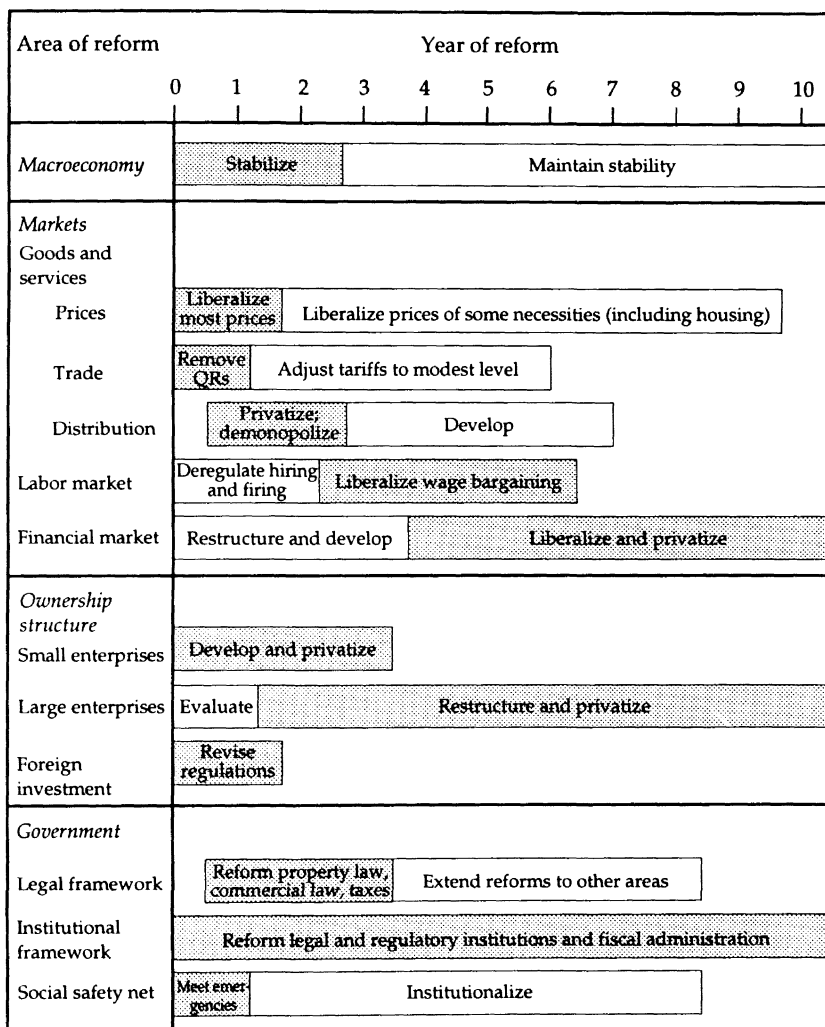 Area of reform
Year of reform
0 1 2 3 4 5 6 7 8 9 10
Macroeconomy
Stabilize
Maintain stability
Markets
Goods and
services
Prices
Liberalize
most prices
Liberalize prices of some necessities (including housing)
Trade
Remove
QRs
Adjust tariffs to modest level
Distribution
Privatize;
demonopolize
Develop
Labor market
Deregulate hiring
and firing
Liberalize wage bargaining
Financial market
Restructure and develop
Liberalize and privatize
Ownership
structure
Small enterprises
Develop and privatize
Large enterprises
Evaluate
Restructure and privatize
Foreign
investment
Revise
regulations
Government
Legal framework
Reform property law,
commercial law, taxes
Extend reforms to other areas
Institutional
framework
Reform legal and regulatory institutions and fiscal administration
Social safety net
Meet emer-
gencies
Institutionalize